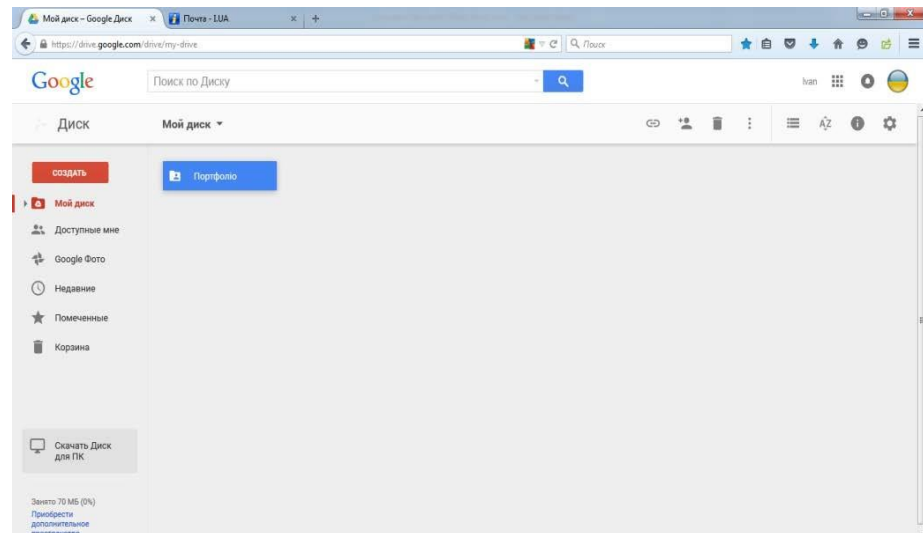 Мой диск – Google Диск
Почта - I.UA
https://drive.google.com/drive/my-drive
Поиск
Google
Поиск по Диску
Ivan
Диск
Мой диск
AZ
СОЗДАТЬ
Портфоліо
Мой диск
Доступные мне
Google Фото
Недавние
Помеченные
Корзина
Скачать Диск
для ПК
Занято 70 МБ (0%)
Приобрести
дополнительное
пространство